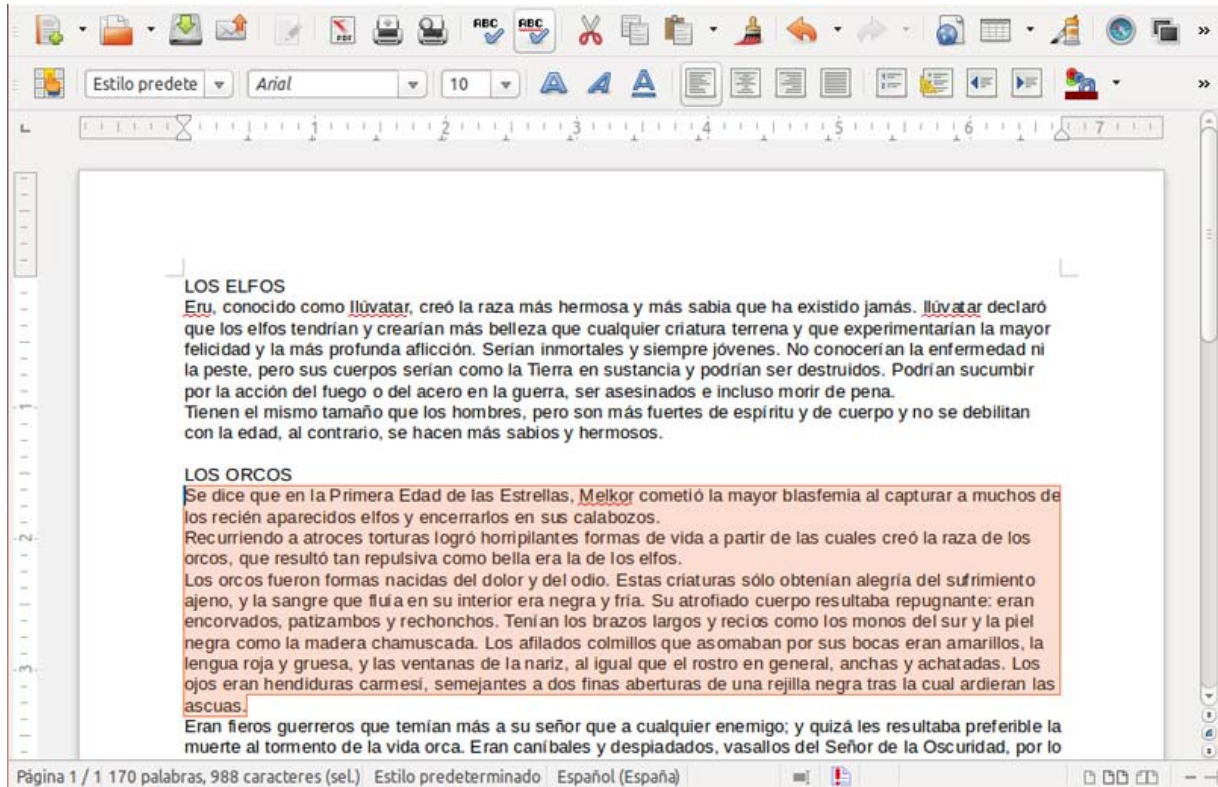 PDF
ABC
ABC
»
Estilo predete
Arial
10
»
1 2 3 4 5 6 7
1
2
3
LOS ELFOS
Eru, conocido como Ilúvatar, creó la raza más hermosa y más sabia que ha existido jamás. Ilúvatar declaró
que los elfos tendrían y crearían más belleza que cualquier criatura terrena y que experimentarían la mayor
felicidad y la más profunda aflicción. Serían inmortales y siempre jóvenes. No conocerían la enfermedad ni
la peste, pero sus cuerpos serían como la Tierra en sustancia y podrían ser destruidos. Podrían sucumbir
por la acción del fuego o del acero en la guerra, ser asesinados e incluso morir de pena.
Tienen el mismo tamaño que los hombres, pero son más fuertes de espíritu y de cuerpo y no se debilitan
con la edad, al contrario, se hacen más sabios y hermosos.
LOS ORCOS
Se dice que en la Primera Edad de las Estrellas, Melkor cometió la mayor blasfemia al capturar a muchos de
los recién aparecidos elfos y encerrarlos en sus calabozos.
Recurriendo a atroces torturas logró horripilantes formas de vida a partir de las cuales creó la raza de los
orcos, que resultó tan repulsiva como bella era la de los elfos.
Los orcos fueron formas nacidas del dolor y del odio. Estas criaturas sólo obtenían alegría del sufrimiento
ajeno, y la sangre que fluía en su interior era negra y fría. Su atrofiado cuerpo resultaba repugnante: eran
encorvados, patizambos y rechonchos. Tenían los brazos largos y recios como los monos del sur y la piel
negra como la madera chamuscada. Los afilados colmillos que asomaban por sus bocas eran amarillos, la
lengua roja y gruesa, y las ventanas de la nariz, al igual que el rostro en general, anchas y achatadas. Los
ojos eran hendiduras carmesí, semejantes a dos finas aberturas de una rejilla negra tras la cual ardieran las
ascuas.
Eran fieros guerreros que temían más a su señor que a cualquier enemigo; y quizá les resultaba preferible la
muerte al tormento de la vida orca. Eran caníbales y despiadados, vasallos del Señor de la Oscuridad, por lo
Página 1 / 1 170 palabras, 988 caracteres (sel.) Estilo predeterminado Español (España)